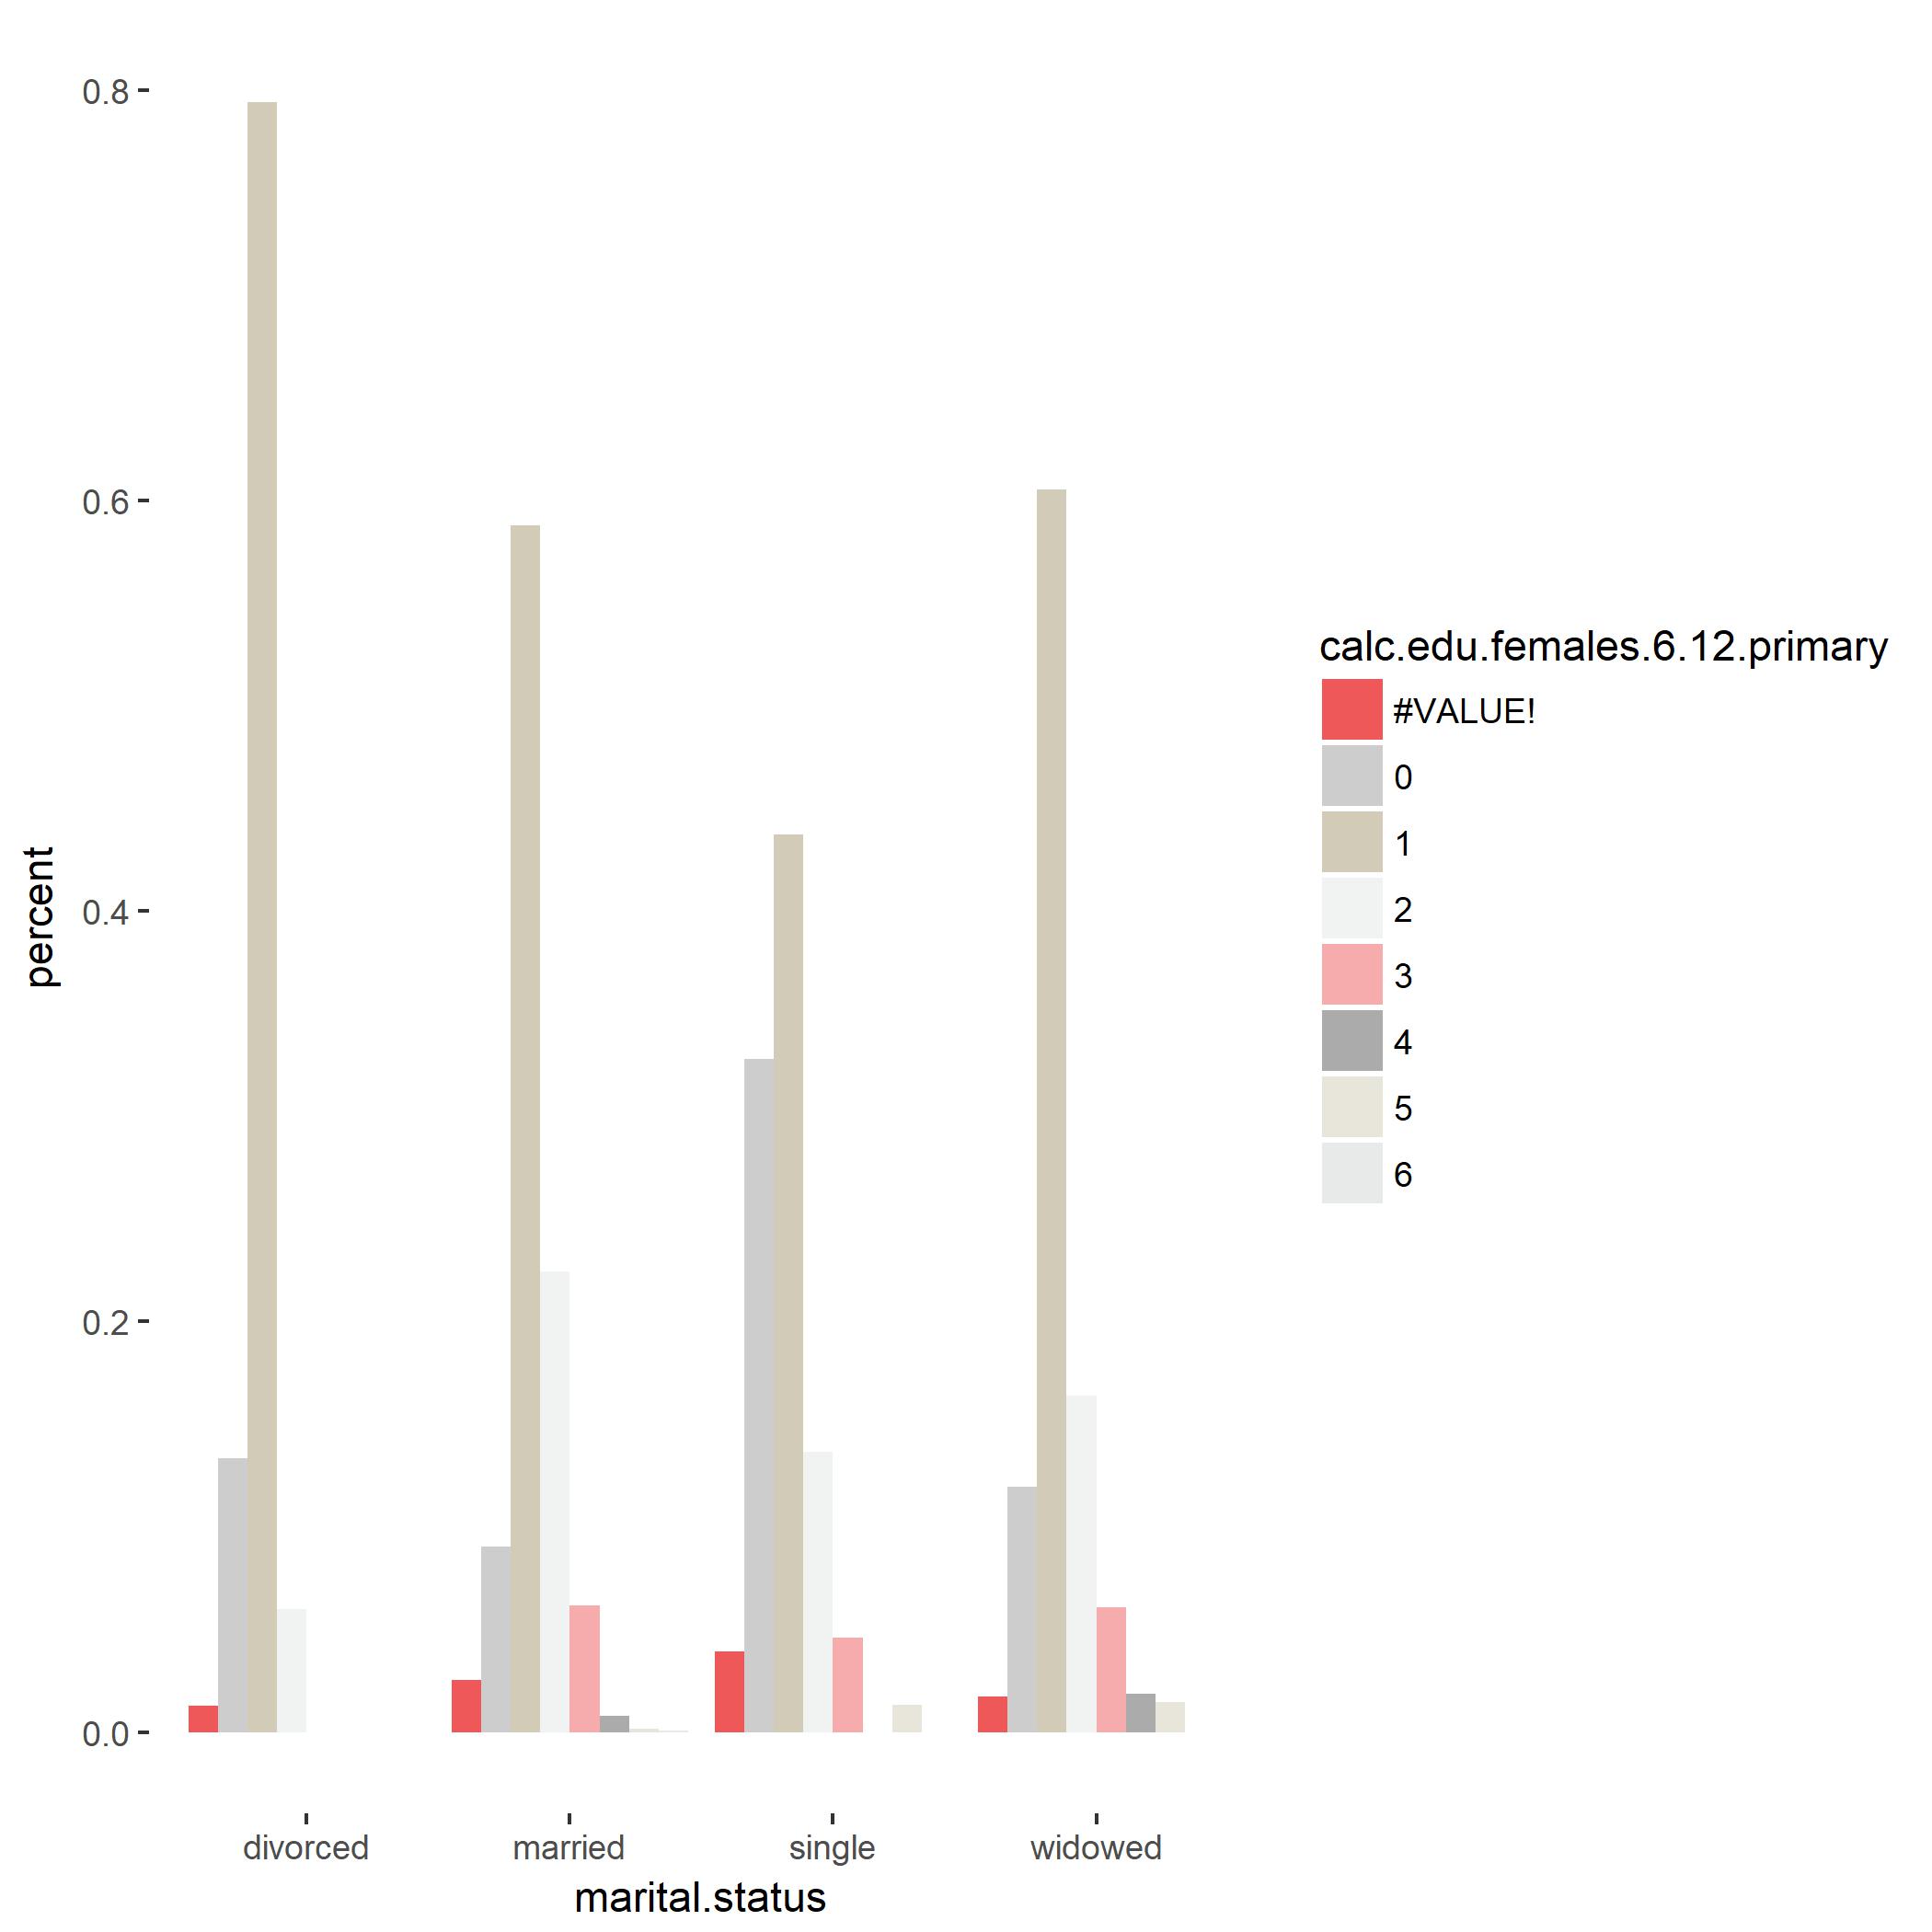 0.8
0.6
0.4
0.2
0.0
percent
divorced married single widowed
marital.status
calc.edu.females.6.12.primary
#VALUE!
0
1
2
3
4
5
6